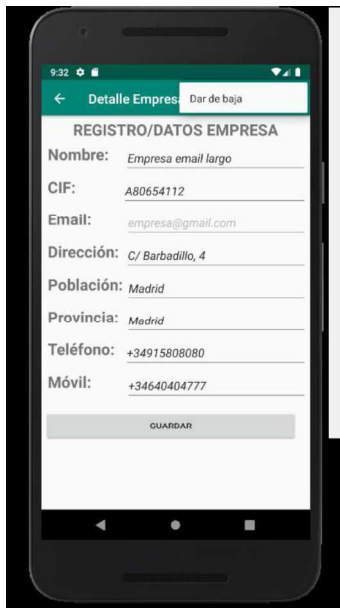 9:32
Detalle Empresa
Dar de baja
REGISTRO/DATOS EMPRESA
Nombre: Empresa email largo
CIF: A80654112
Email: empresa@gmail.com
Dirección: C/ Barbadillo, 4
Población: Madrid
Provincia: Madrid
Teléfono: +34915808080
Móvil: +34640404777
GUARDAR